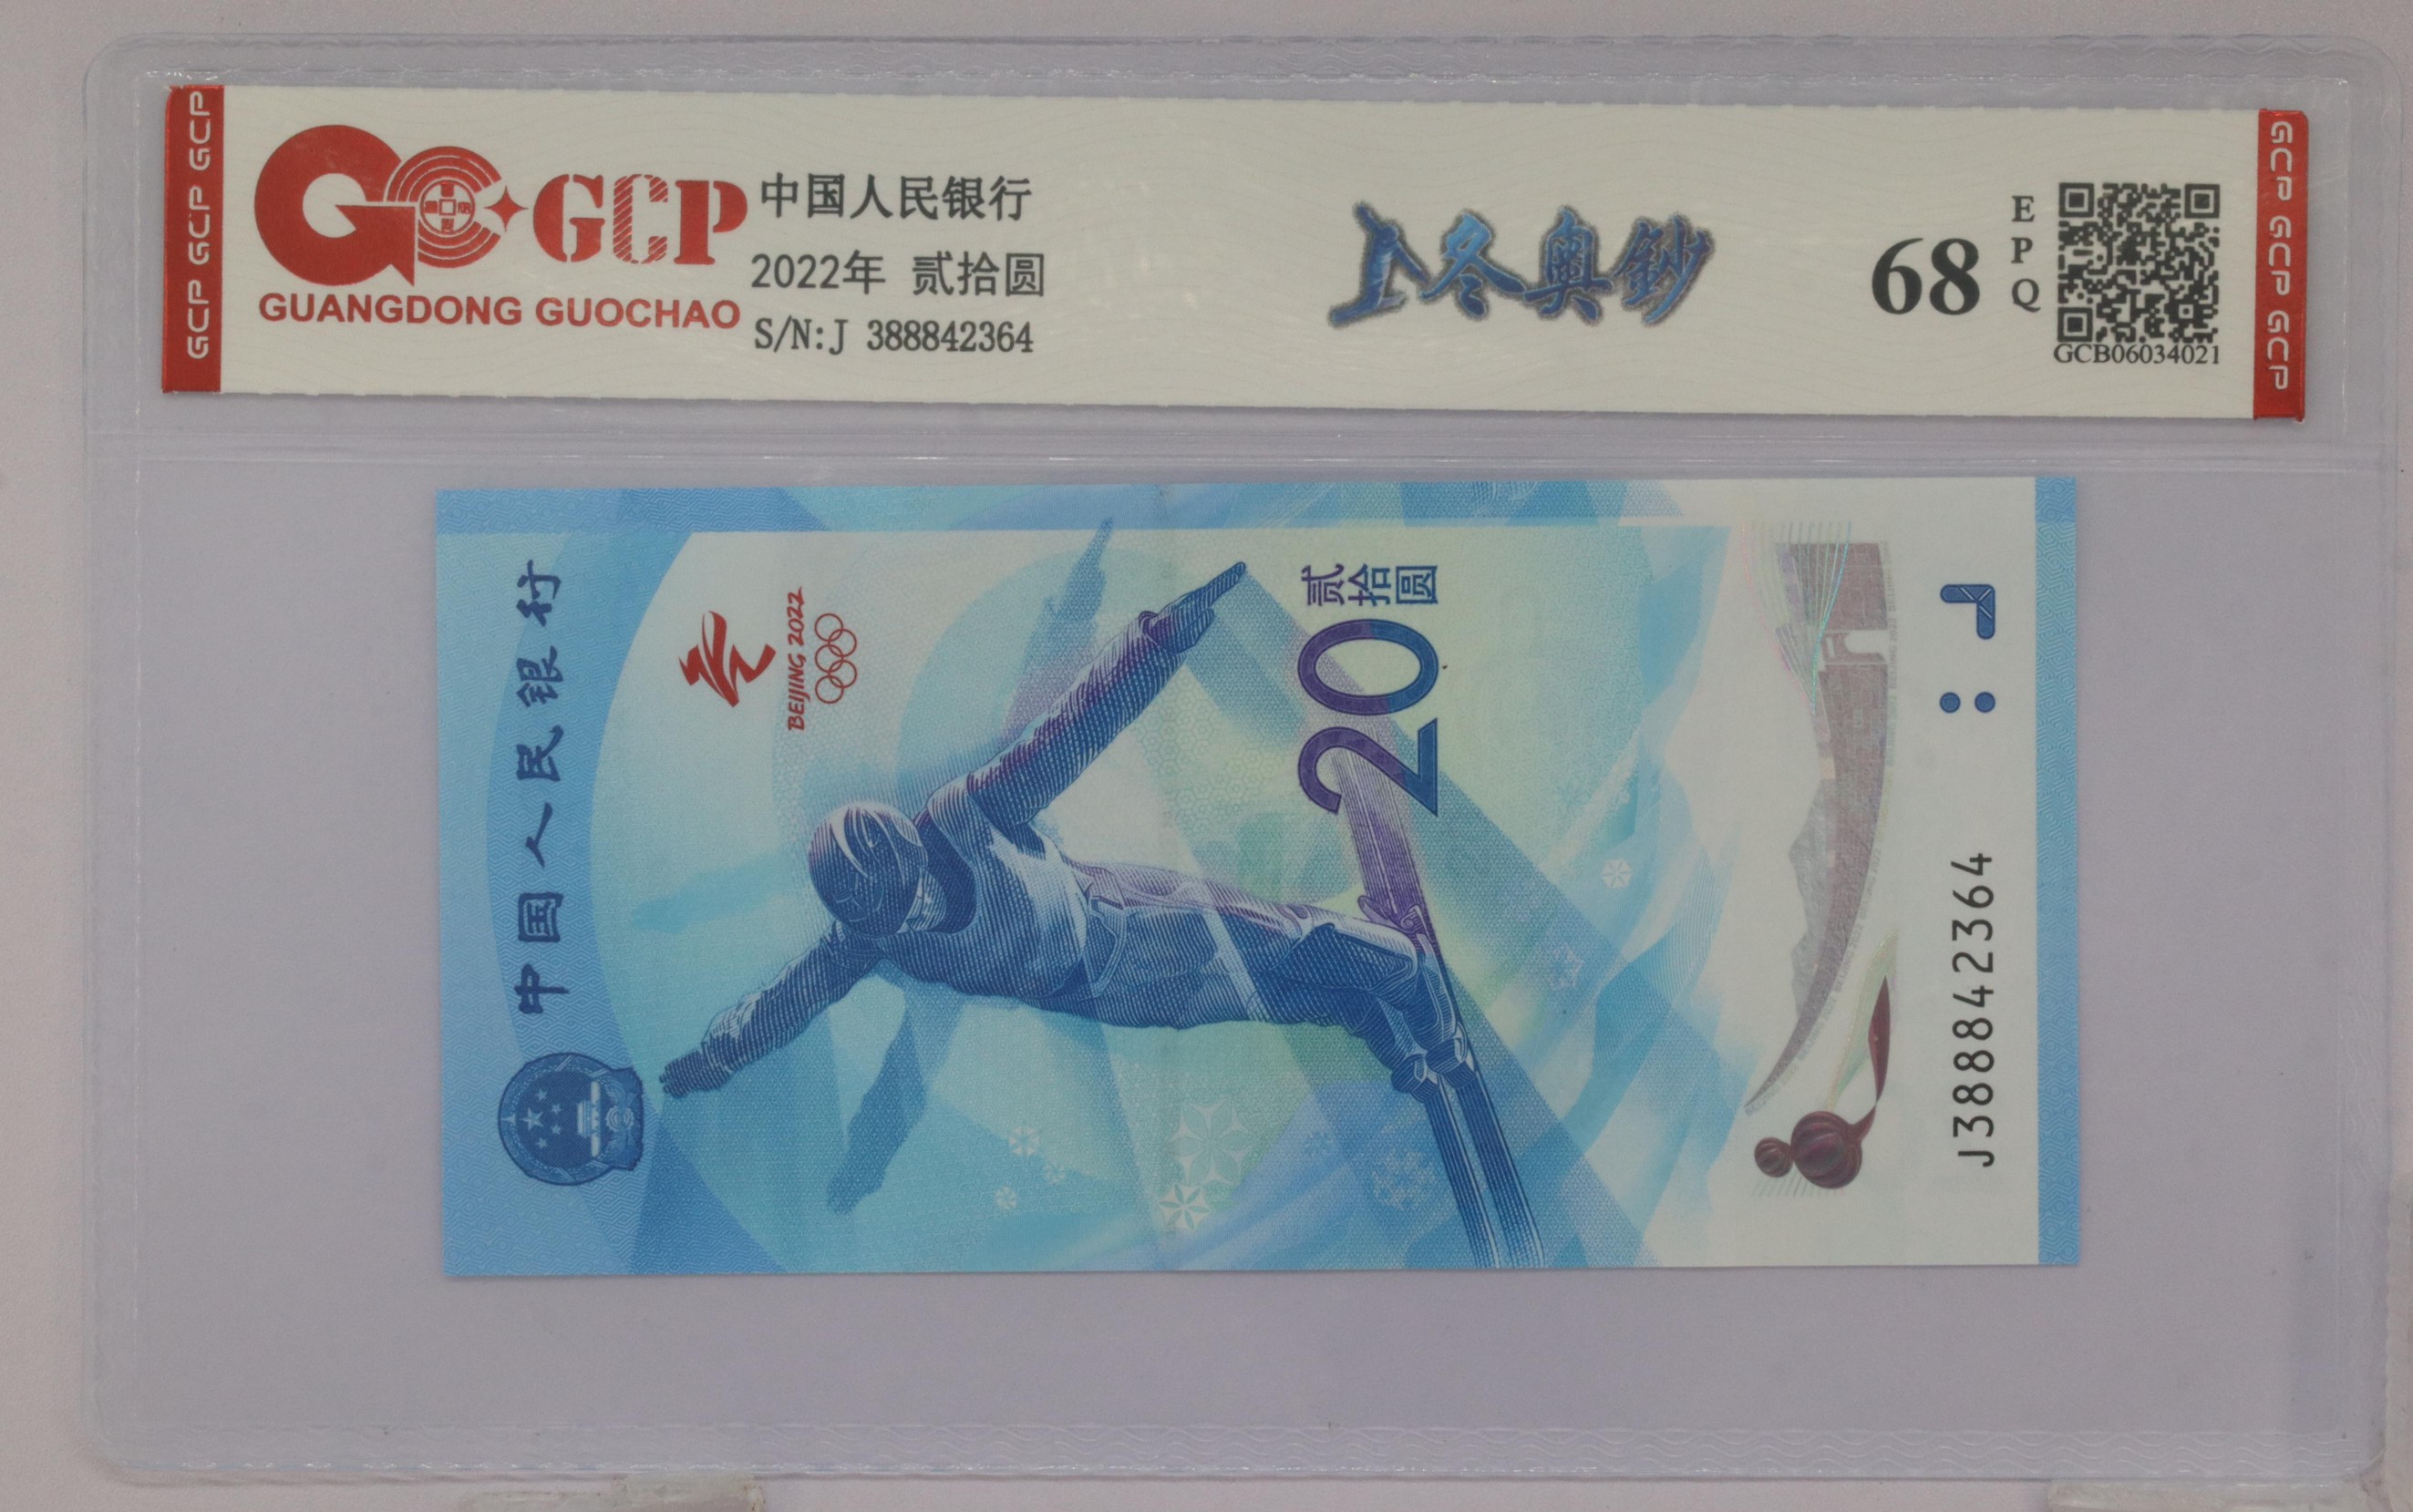 GCP GCP GCP
GCP
GUANGDONG GUOCHAO
中国人民银行
2022年 贰拾圆
S/N:J 388842364
冬奥鈔
68
EPQ
GCB06034021
GCP GCP GCP
中国人民银行
BEIJING 2022
贰拾圆
20
J388842364